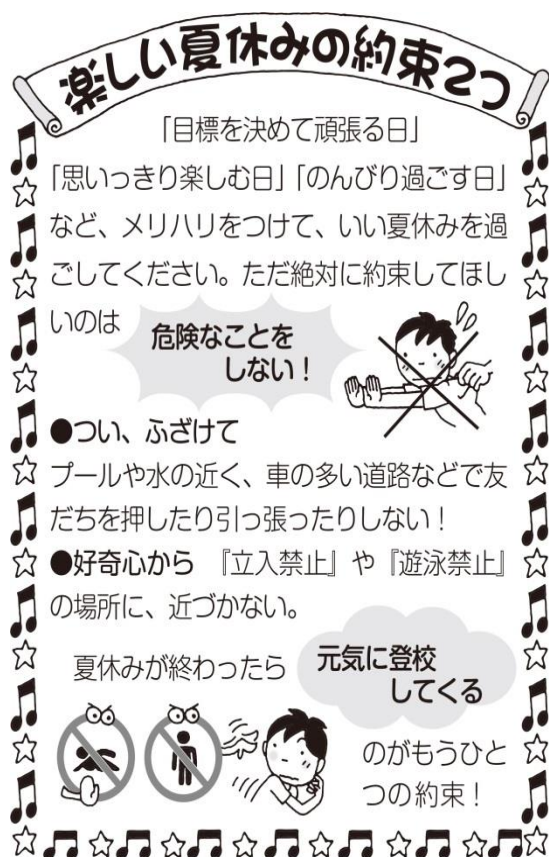 楽しい夏休みの約束2つ
「目標を決めて頑張る日」
「思いっきり楽しむ日」「のんびり過ごす日」
など、メリハリをつけて、いい夏休みを過
ごしてください。ただ絶対に約束してほし
いのは
危険なことを
しない!
●つい、ふざけて
プールや水の近く、車の多い道路などで友
だちを押したり引っ張ったりしない!
●好奇心から 『立入禁止』や『遊泳禁止』
の場所に、近づかない。
夏休みが終わったら
元気に登校
してくる
のがもうひと
つの約束!